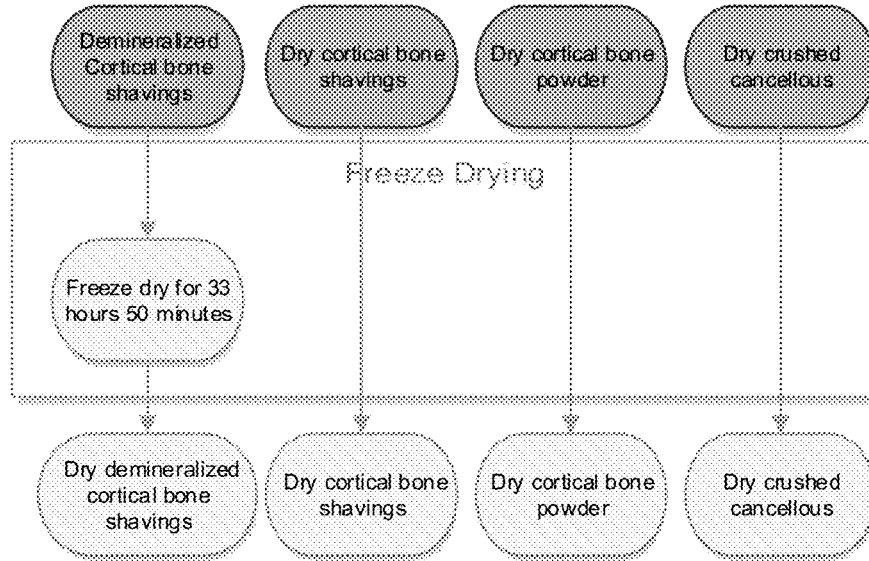 Demineralized
Cortical bone
shavings
Dry cortical bone
shavings
Dry cortical bone
powder
Dry crushed
cancellous
Freeze Drying
Freeze dry for 33
hours 50 minutes
Dry demineralized
cortical bone
shavings
Dry cortical bone
shavings
Dry cortical bone
powder
Dry crushed
cancellous